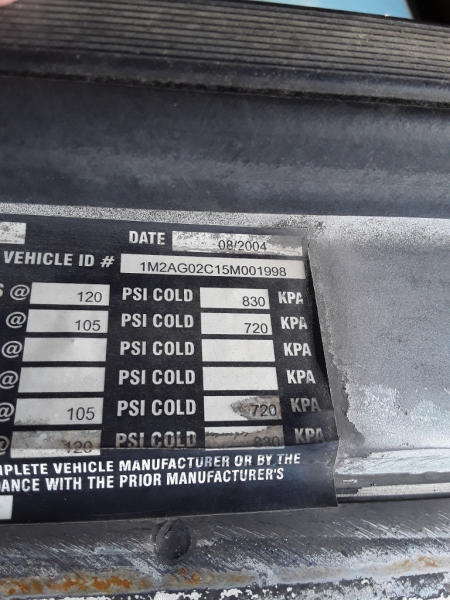 DATE 08/2004
VEHICLE ID # 1M2AG02C15M001998
S @ 120 PSI COLD 830 KPA
@ 105 PSI COLD 720 KPA
@ PSI COLD KPA
@ PSI COLD KPA
@ 105 PSI COLD 720 KPA
@ 120 PSI COLD 830 KPA
MPLETE VEHICLE MANUFACTURER OR BY THE
DANCE WITH THE PRIOR MANUFACTURER'S